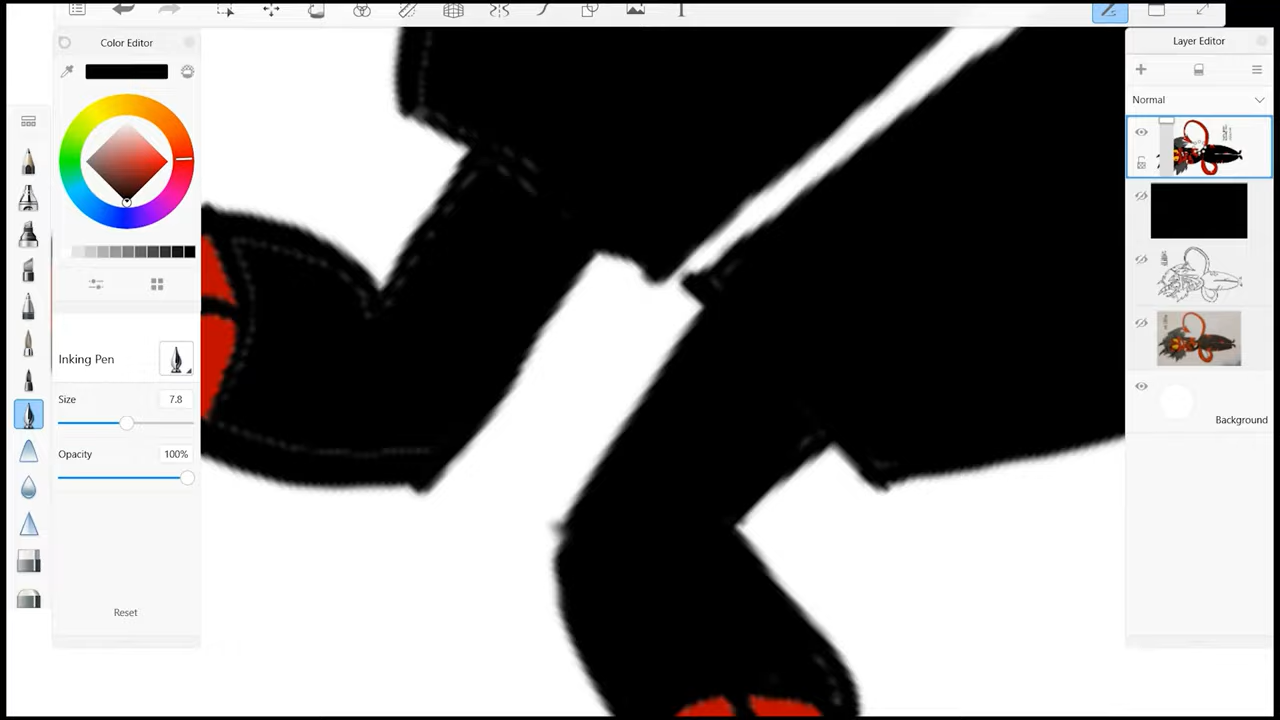 Color Editor
Layer Editor
Normal
Inking Pen
Size
7.8
Opacity
100%
Background
Reset